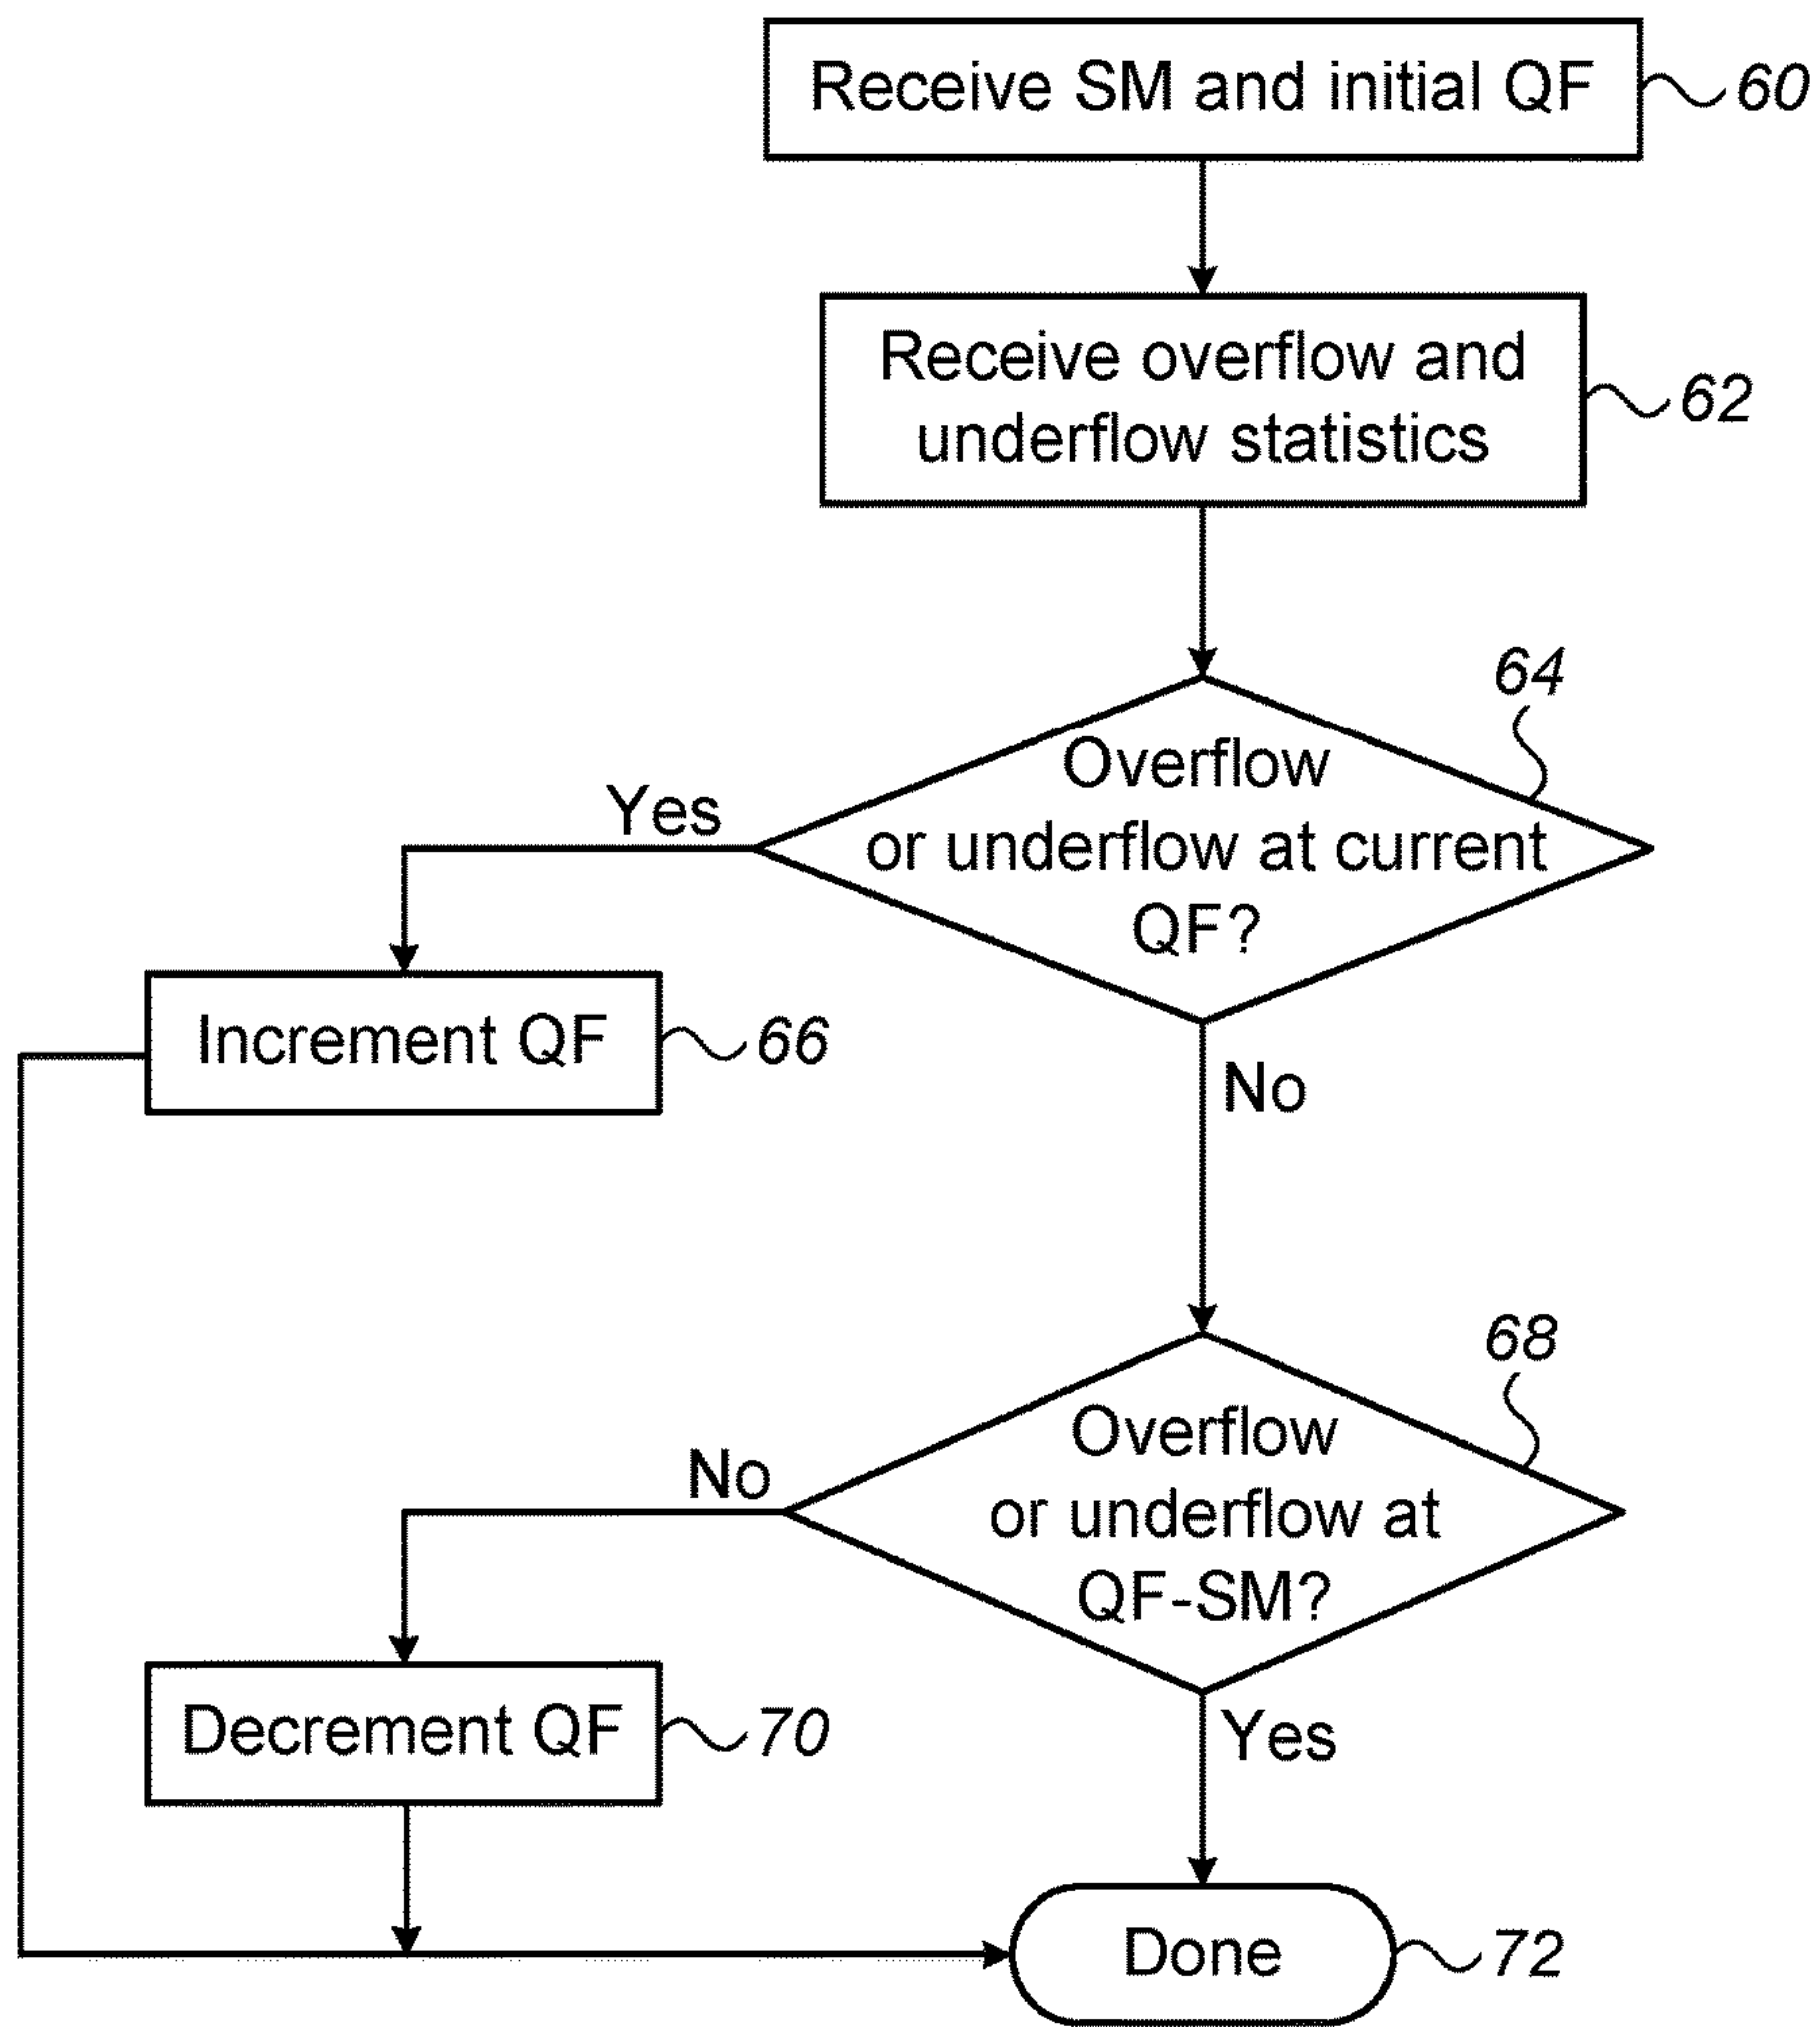 Receive SM and initial QF
60
Receive overflow and
underflow statistics
62
64
Overflow
or underflow at current
QF?
Yes
Increment QF
66
No
68
Overflow
or underflow at
QF-SM?
No
Decrement QF
70
Yes
Done
72